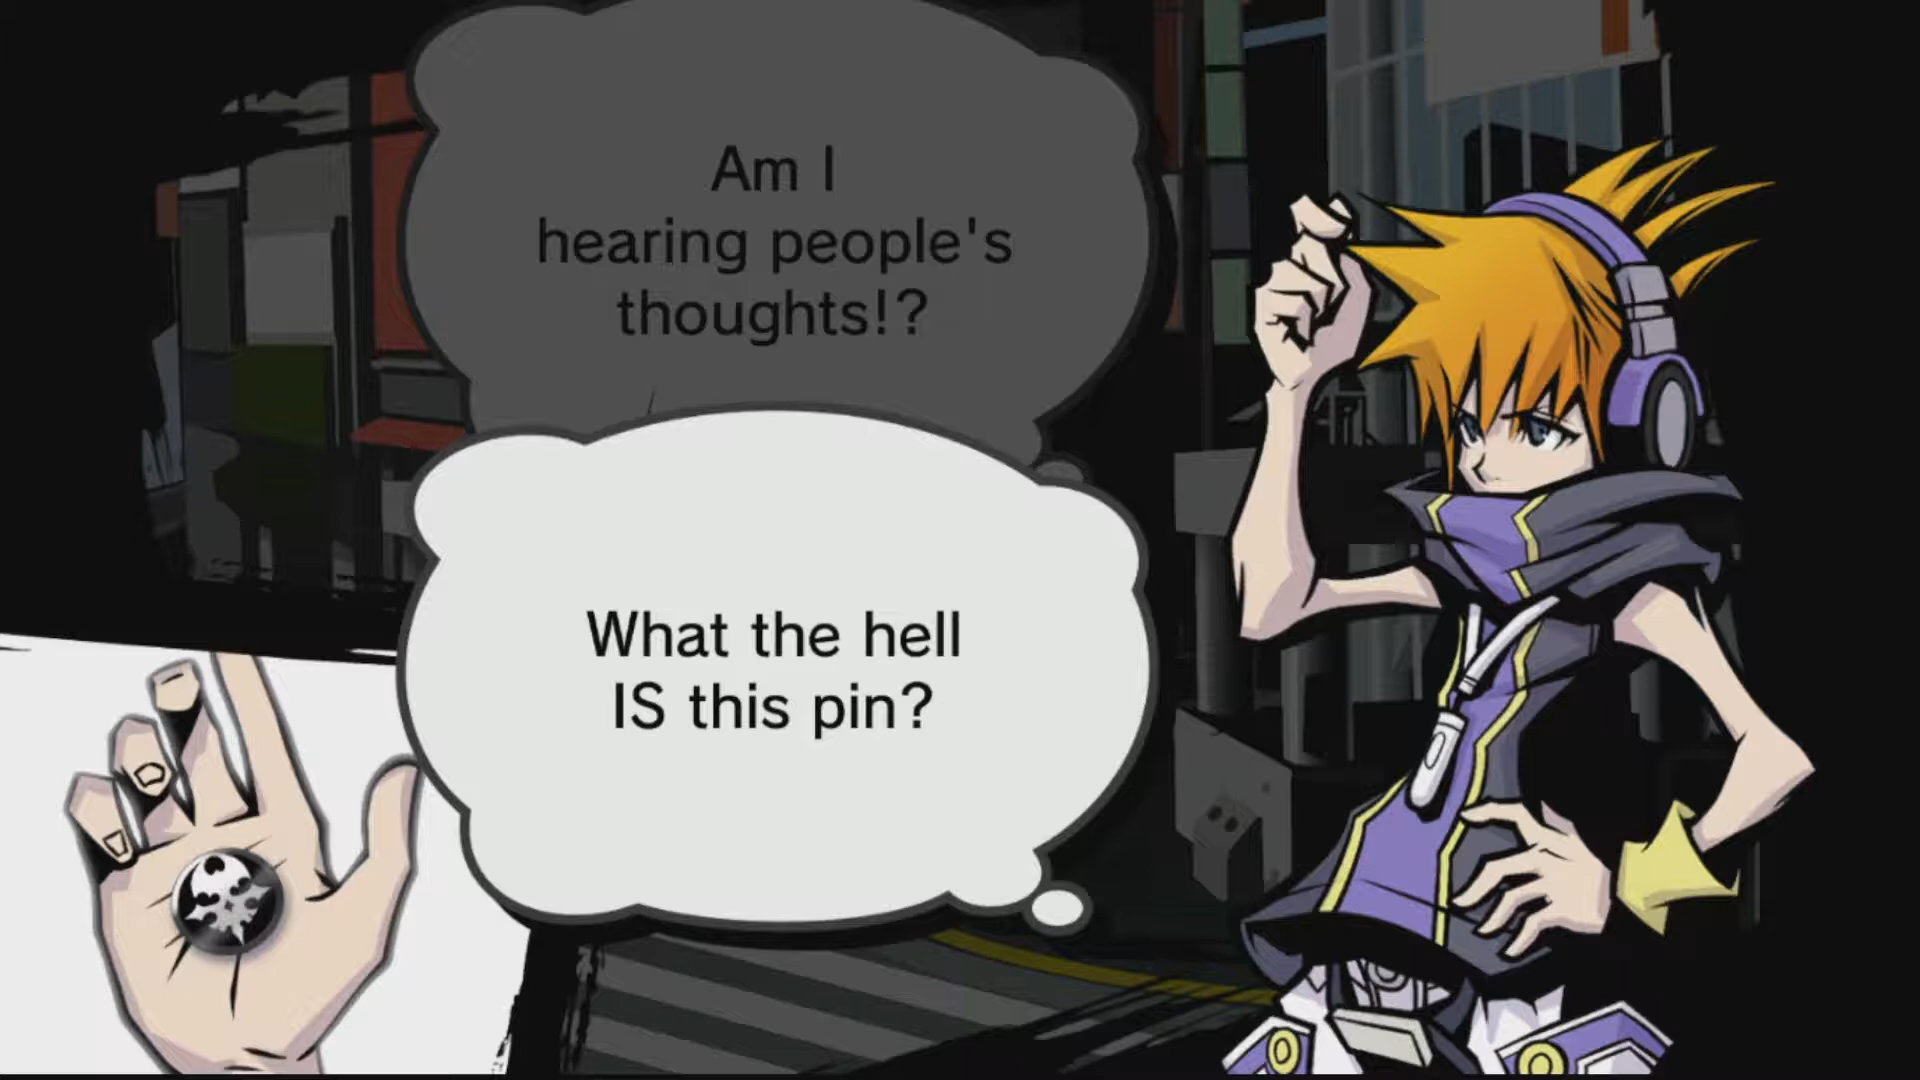 Am I
hearing people's
thoughts!?
What the hell
IS this pin?